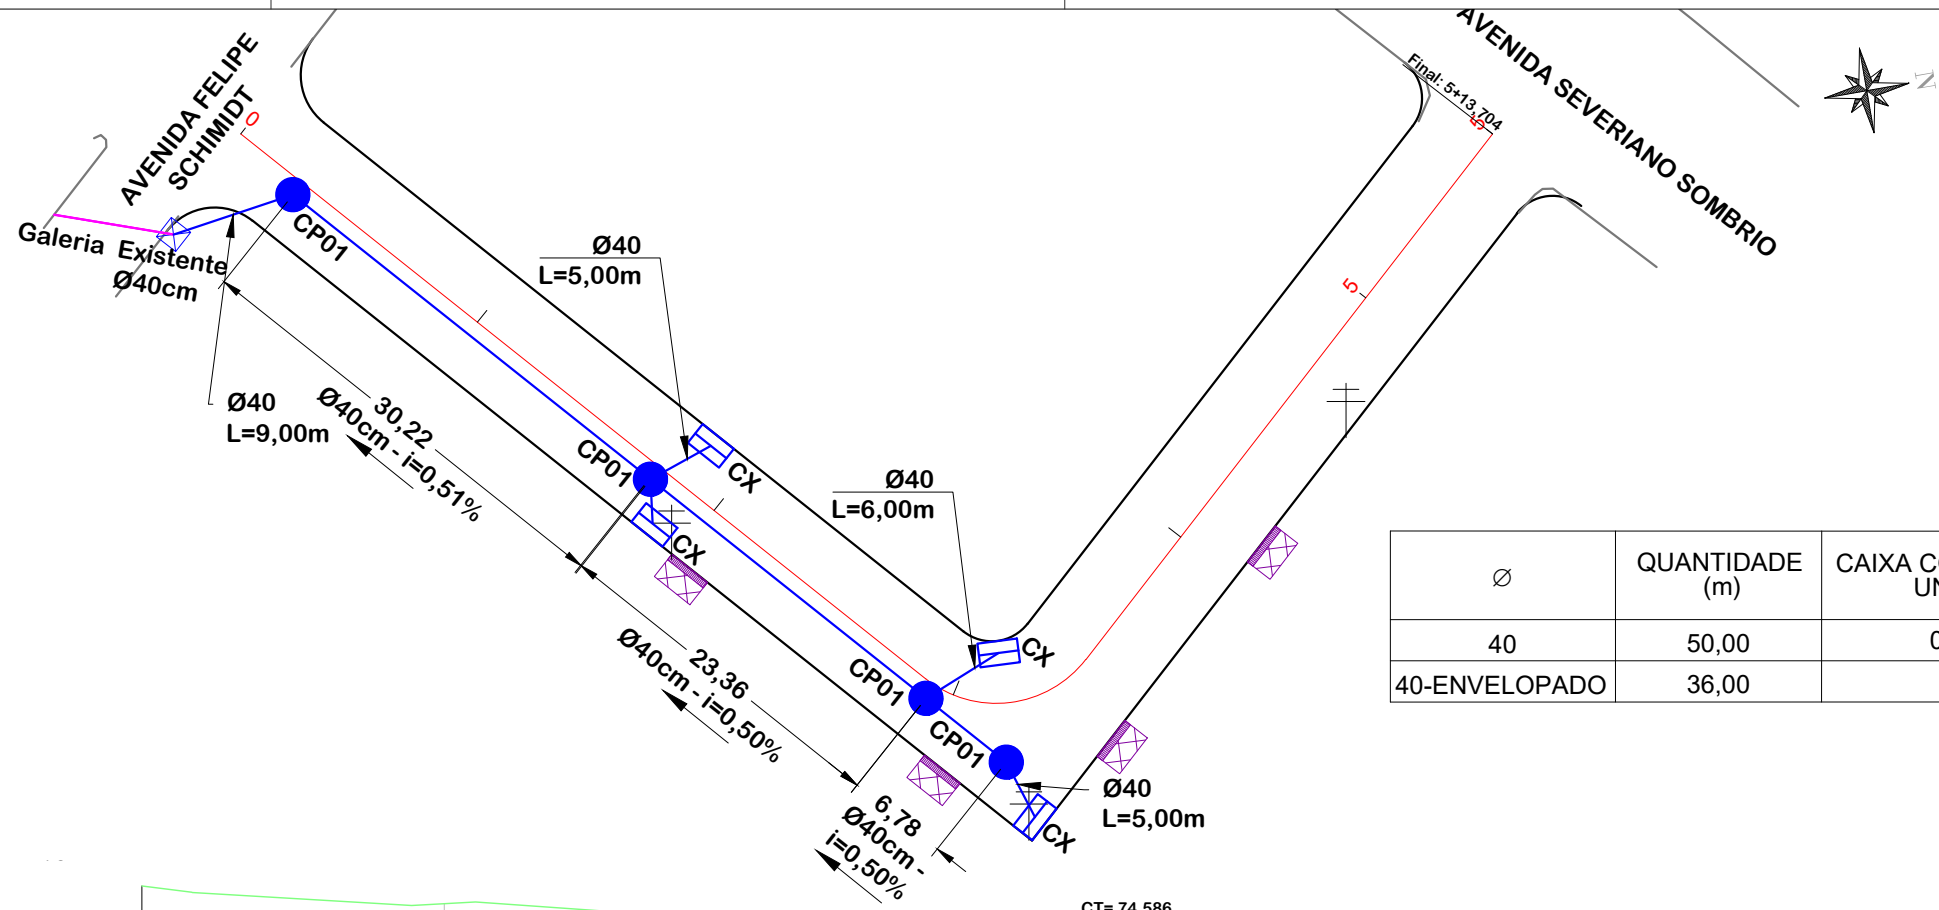 AVENIDA FELIPE
SCHIMIDT
0
AVENIDA SEVERIANO SOMBRIO
Final: 5+13,704
5
5
N
CP01
Galeria Existente
Ø40cm
Ø40
L=5,00m
Ø40
L=9,00m
30,22
Ø40cm - i=0,51%
CP01
CX
CX
Ø40
L=6,00m
23,36
Ø40cm - i=0,50%
CP01
CX
CP01
6,78
Ø40cm -
i=0,50%
Ø40
L=5,00m
CX
Ø
QUANTIDADE
(m)
40
50,00
40-ENVELOPADO
36,00
CAIXA
CT= 74,586